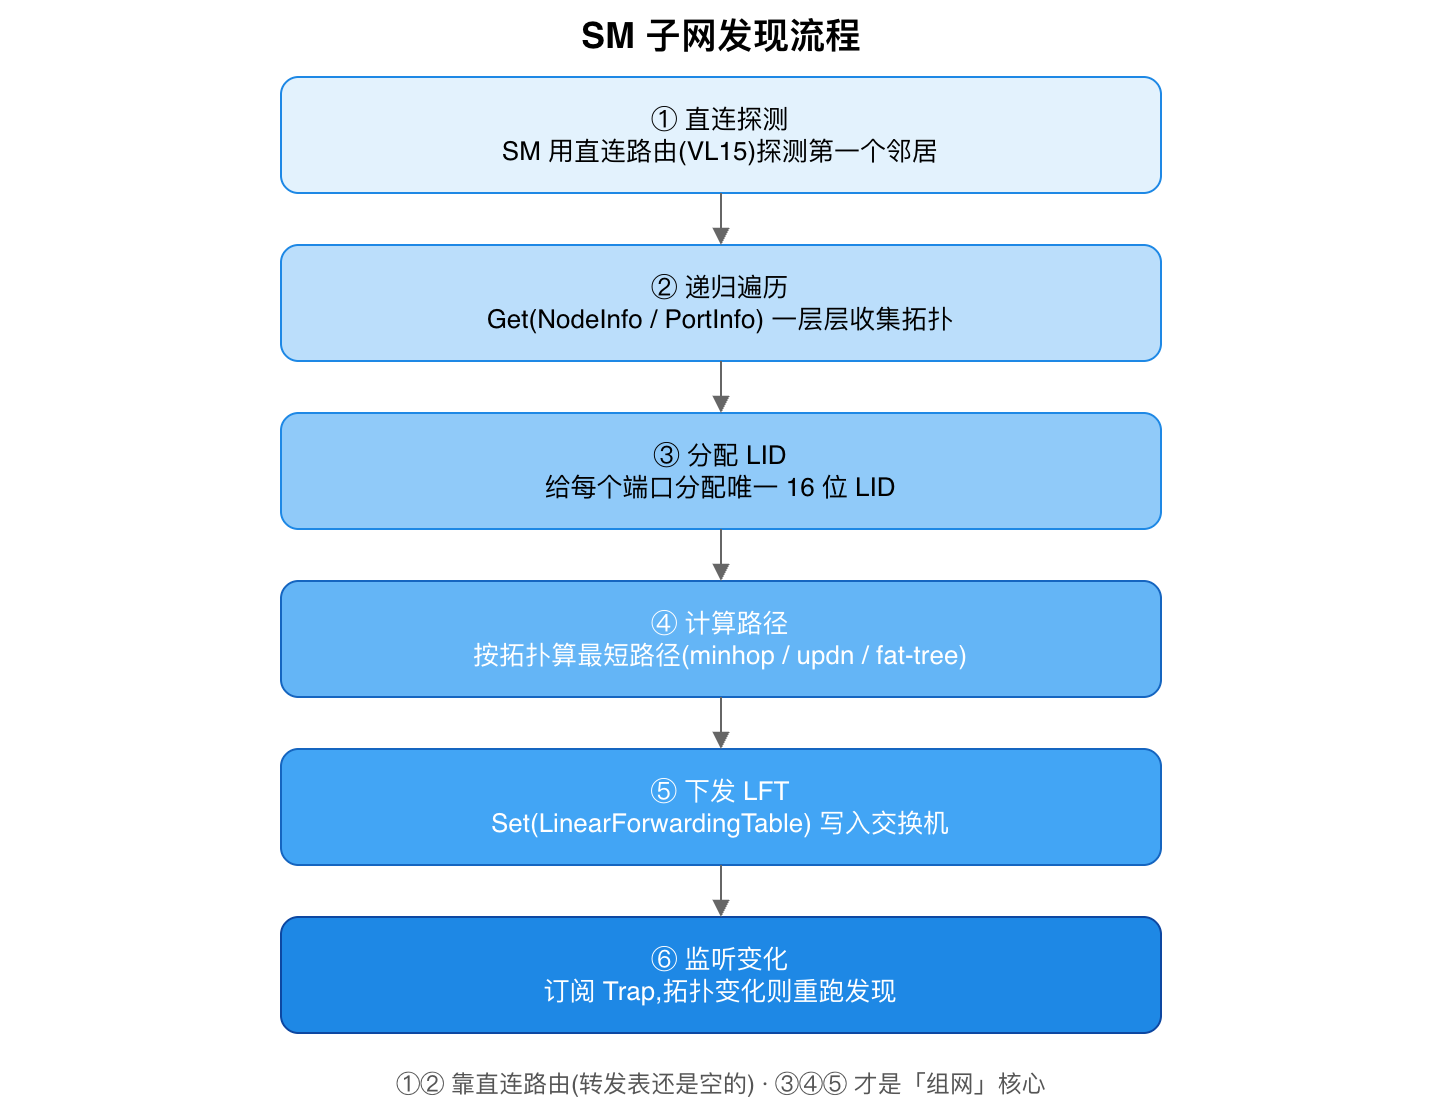 SM 子网发现流程
① 直连探测
SM 用直连路由(VL15)探测第一个邻居
② 递归遍历
Get(NodeInfo / PortInfo) 一层层收集拓扑
③ 分配 LID
给每个端口分配唯一 16 位 LID
④ 计算路径
按拓扑算最短路径(minhop / updn / fat-tree)
⑤ 下发 LFT
Set(LinearForwardingTable) 写入交换机
⑥ 监听变化
订阅 Trap,拓扑变化则重跑发现
①② 靠直连路由(转发表还是空的) · ③④⑤ 才是「组网」核心